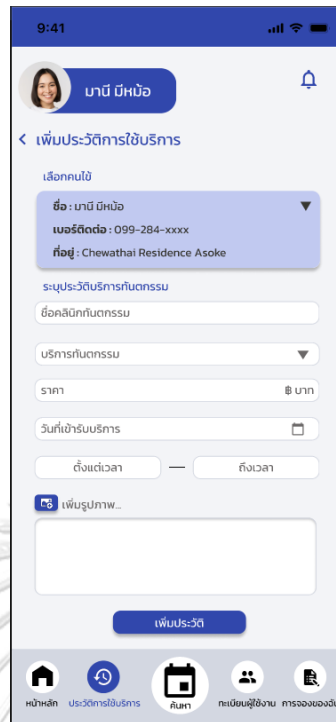 9:41
มานี มีหม้อ
เพิ่มประวัติการใช้บริการ
เลือกคนไข้
ชื่อ : มานี มีหม้อ
เบอร์ติดต่อ : 099-284-xxxx
ที่อยู่ : Chewathai Residence Asoke
ระบุประวัติบริการทันตกรรม
ชื่อคลินิกทันตกรรม
บริการทันตกรรม
ราคา ฿ บาท
วันที่เข้ารับบริการ
ตั้งแต่เวลา — ถึงเวลา
เพิ่มรูปภาพ...
เพิ่มประวัติ
หน้าหลัก ประวัติการใช้บริการ ค้นหา ทะเบียนผู้ใช้งาน การจองของฉัน